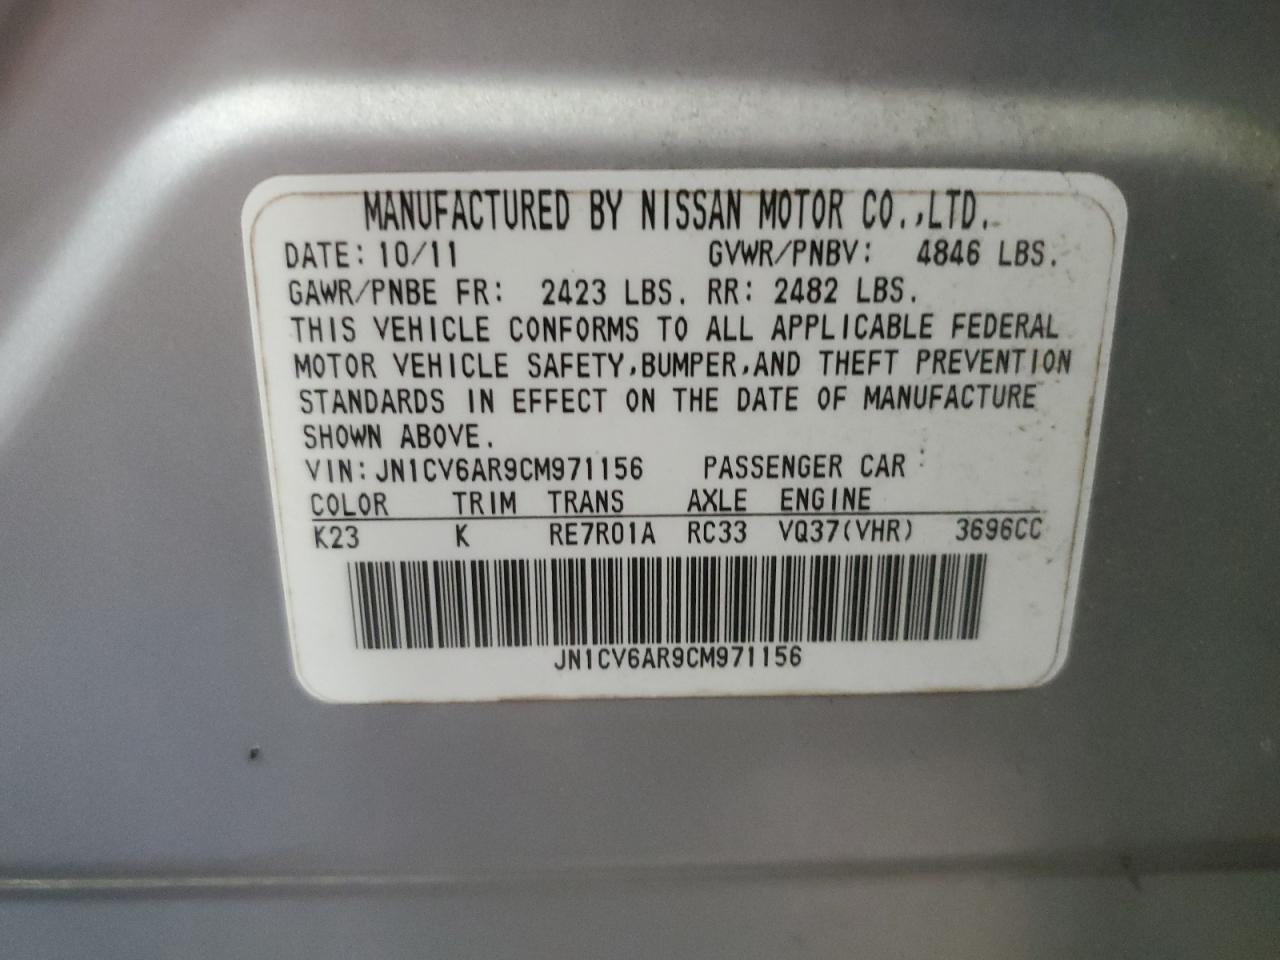 MANUFACTURED BY NISSAN MOTOR CO.,LTD.
DATE: 10/11 GVWR/PNBV: 4846 LBS.
GAWR/PNBE FR: 2423 LBS. RR: 2482 LBS.
THIS VEHICLE CONFORMS TO ALL APPLICABLE FEDERAL
MOTOR VEHICLE SAFETY,BUMPER,AND THEFT PREVENTION
STANDARDS IN EFFECT ON THE DATE OF MANUFACTURE
SHOWN ABOVE.
VIN:JN1CV6AR9CM971156 PASSENGER CAR
COLOR TRIM TRANS AXLE ENGINE
K23 K RE7R01A RC33 VQ37(VHR) 3696CC
JN1CV6AR9CM971156